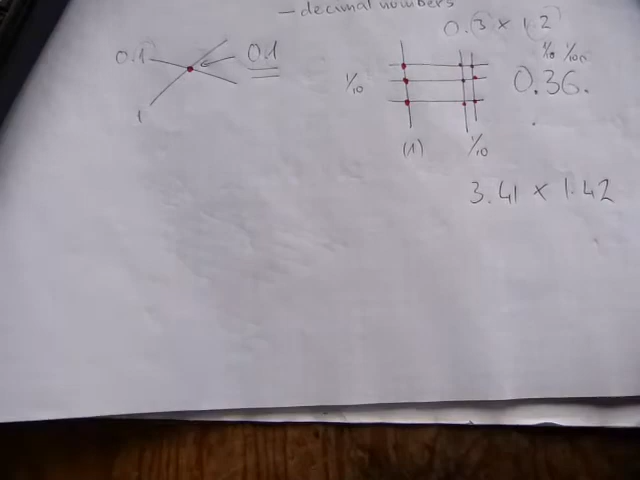 - decimal numbers
0.3 × 1.2
0.1
0.1
1/10 1/100
1/10
0.36.
1
(1)
1/10
3.41 × 1.42